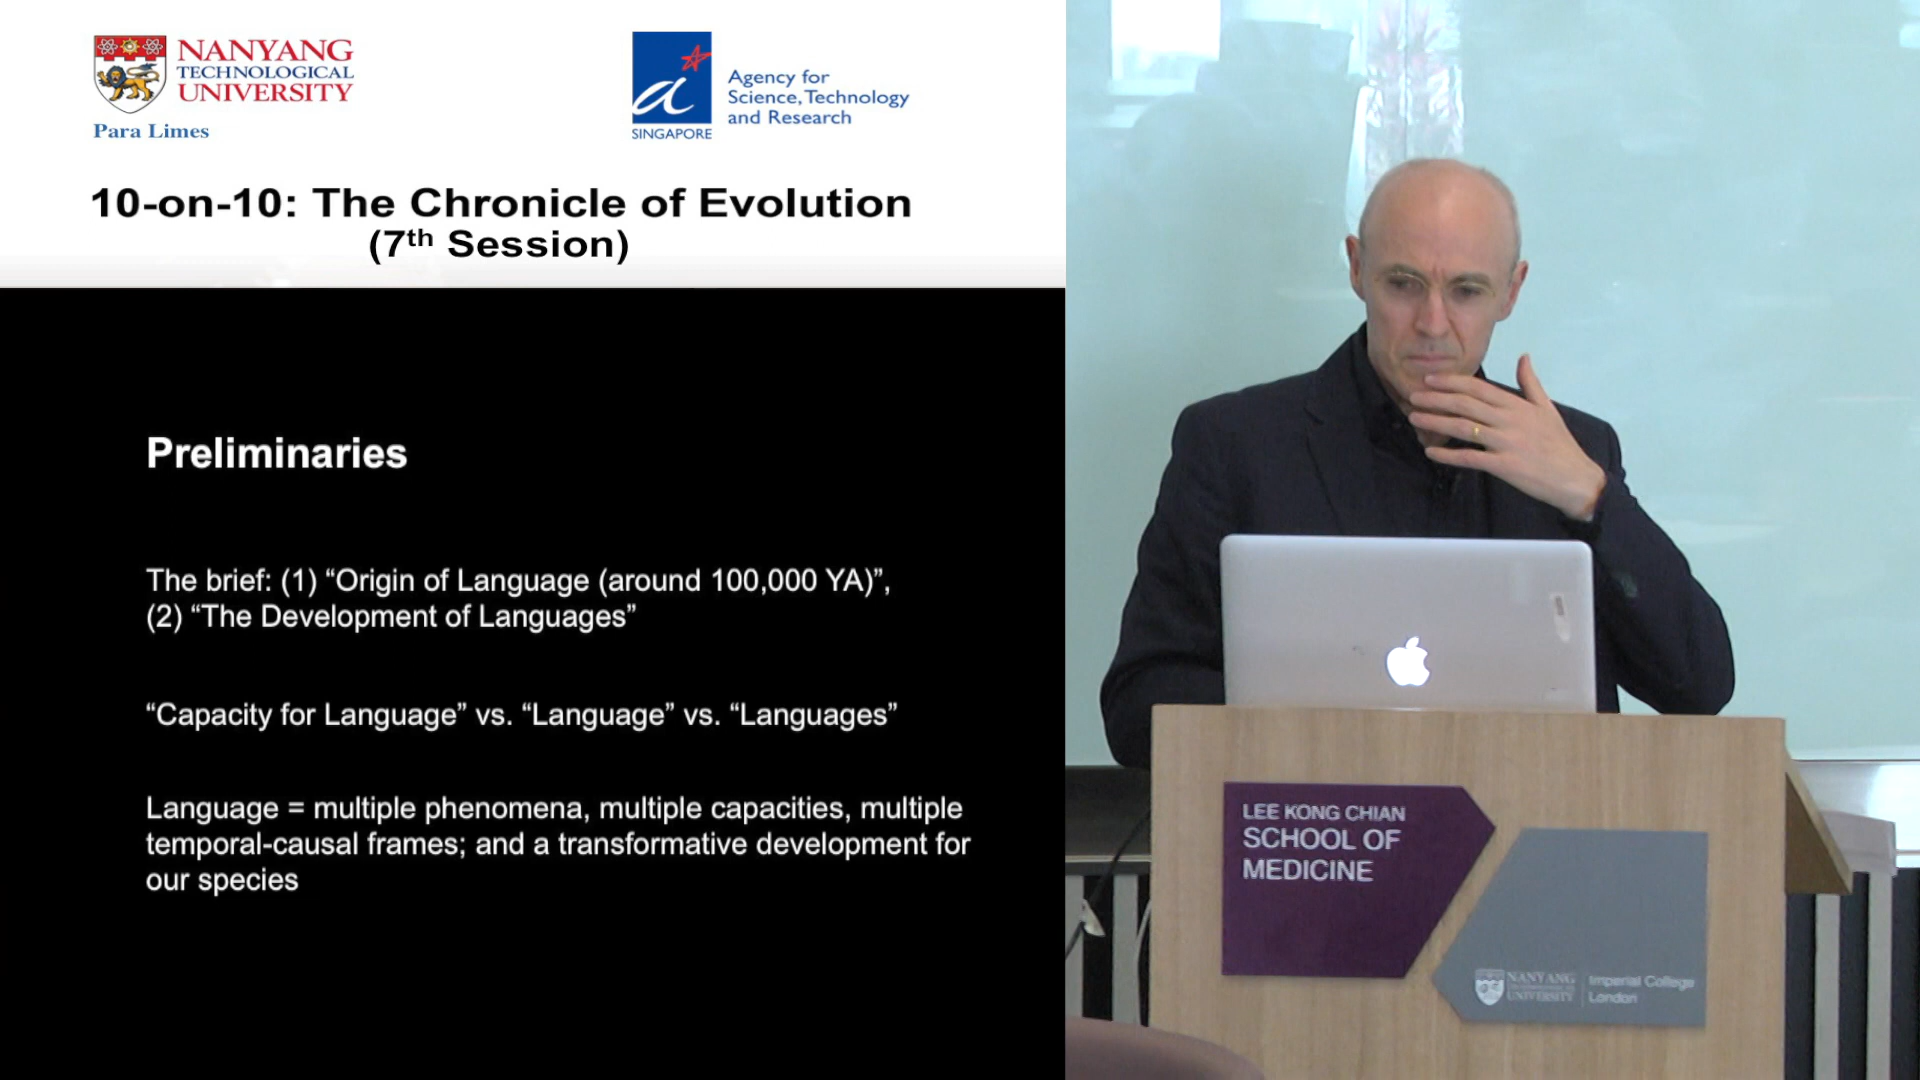 NANYANG
TECHNOLOGICAL
UNIVERSITY
Para Limes
a
SINGAPORE
Agency for
Science, Technology
and Research
10-on-10: The Chronicle of Evolution
(7th Session)
Preliminaries
The brief: (1) “Origin of Language (around 100,000 YA)”,
(2) “The Development of Languages”
“Capacity for Language” vs. “Language” vs. “Languages”
Language = multiple phenomena, multiple capacities, multiple
temporal-causal frames; and a transformative development for
our species
LEE KONG CHIAN
SCHOOL OF
MEDICINE
NANYANG
TECHNOLOGICAL
UNIVERSITY
Imperial College
London